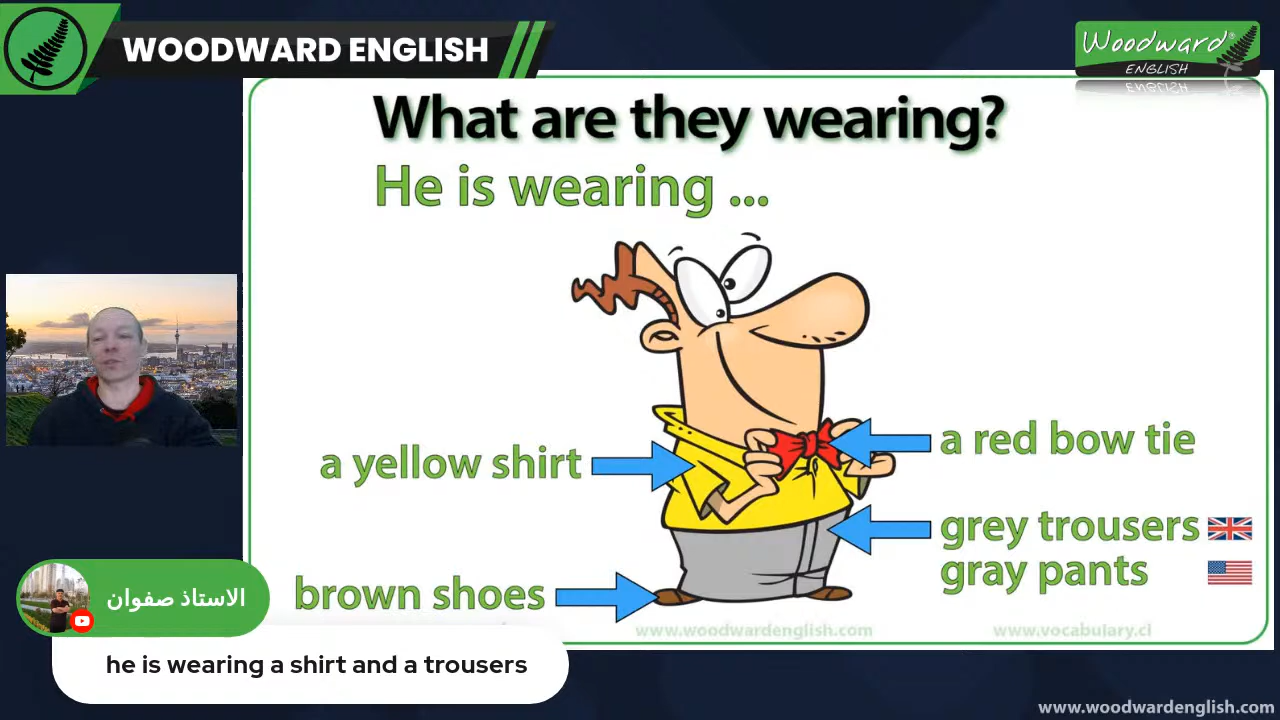 WOODWARD ENGLISH
Woodward®
ENGLISH
What are they wearing?
He is wearing ...
a yellow shirt
a red bow tie
grey trousers
gray pants
brown shoes
www.woodwardenglish.com
www.vocabulary.cl
الاستاذ صفوان
he is wearing a shirt and a trousers
www.woodwardenglish.com